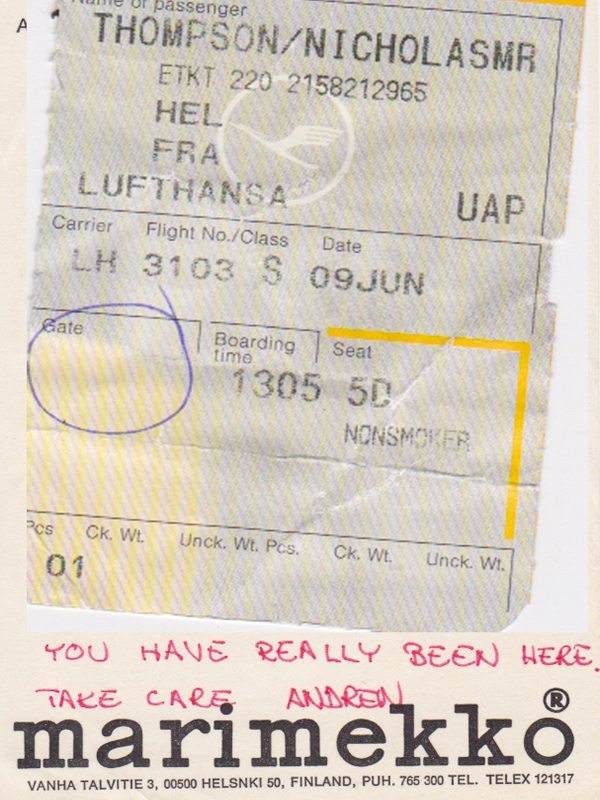 A
Name of passenger
THOMPSON/NICHOLASMR
ETKT 220 2158212965
HEL
FRA
LUFTHANSA UAP
Carrier Flight No./Class Date
LH 3103 S 09JUN
Gate Boarding time Seat
1305 5D
NONSMOKER
Pcs Ck. Wt. Unck. Wt. Pcs. Ck. Wt. Unck. Wt.
01
YOU HAVE REALLY BEEN HERE.
TAKE CARE ANDREW
marimekko®
VANHA TALVITIE 3, 00500 HELSNKI 50, FINLAND, PUH. 765 300 TEL. TELEX 121317